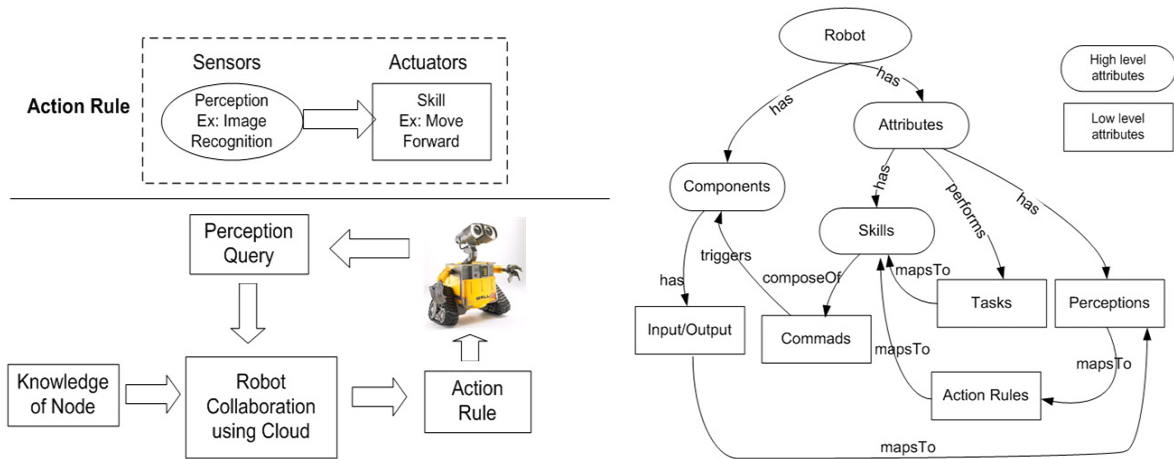 Sensors
Actuators
Action Rule
Perception
Ex: Image
Recognition
Skill
Ex: Move
Forward
Perception
Query
WALL
Knowledge
of Node
Robot
Collaboration
using Cloud
Action
Rule
Robot
has
has
High level
attributes
Low level
attributes
Attributes
Components
has
performs
has
Skills
triggers
composeOf
mapsTo
has
Input/Output
Commads
Tasks
Perceptions
mapsTo
mapsTo
Action Rules
mapsTo